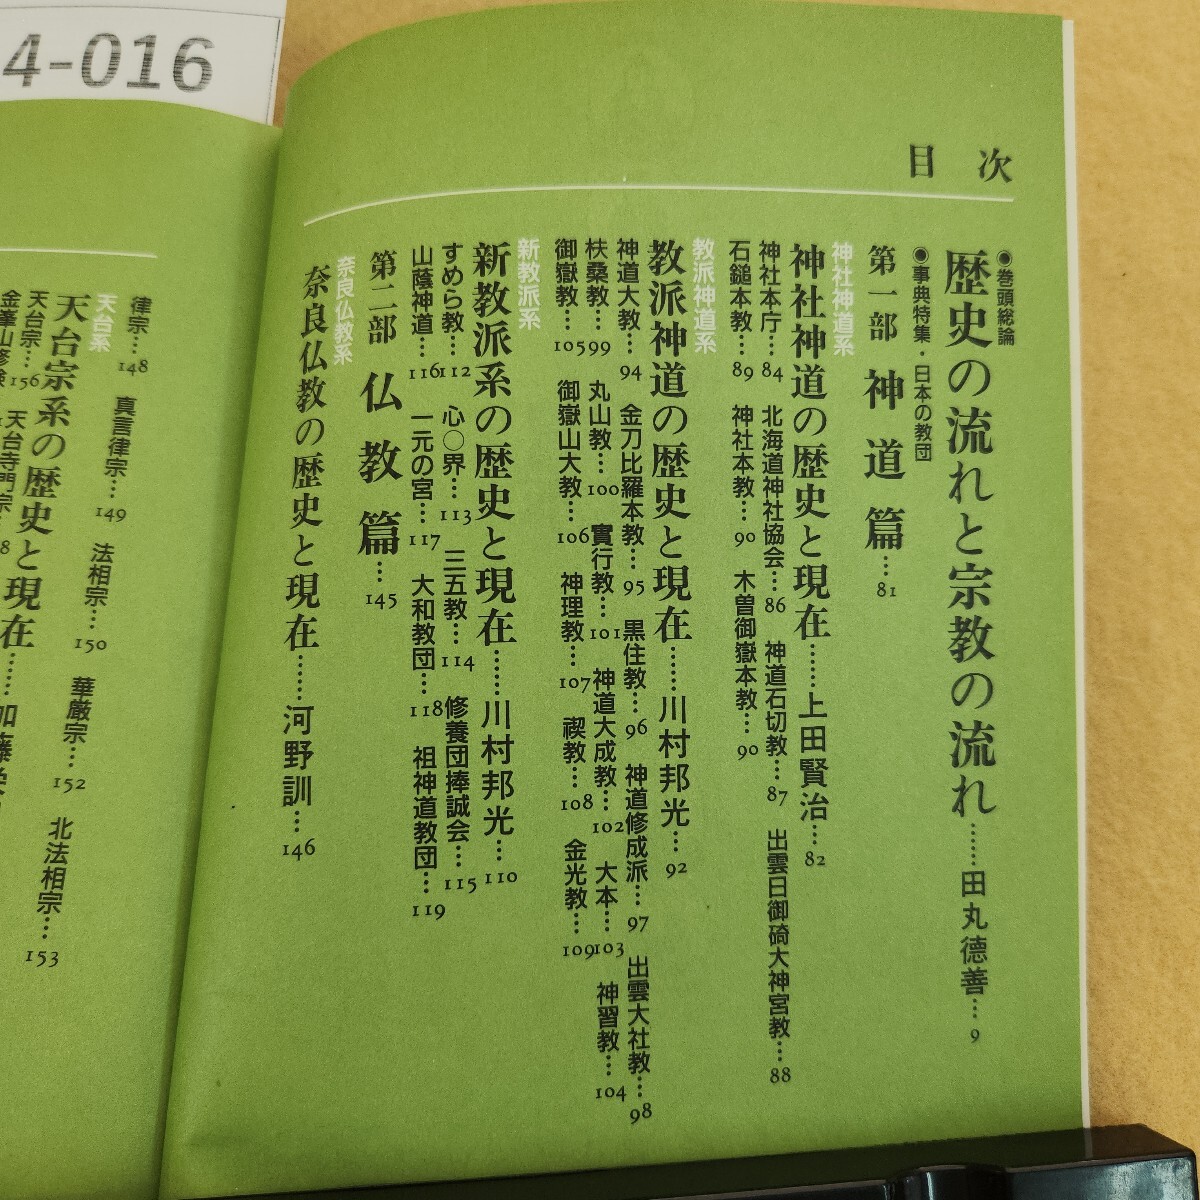 4-016
目次
◉巻頭総論
歴史の流れと宗教の流れ……田丸徳善…9
◉事典特集・日本の教団
第一部 神道篇…81
神社神道系
神社神道の歴史と現在……上田賢治…82
神社本庁…84 北海道神社協会…86 神道石切教…87 出雲日御碕大神宮教…88
石鎚本教…89 神社本教…90 木曽御嶽本教…90
教派神道系
教派神道の歴史と現在……川村邦光…92
神道大教…94 金刀比羅本教…95 黒住教…96 神道修成派…97 出雲大社教…98
扶桑教…99 丸山教…100 實行教…101 神道大成教…102 大本…103 神習教…104
御嶽教…105 御嶽山大教…106 神理教…107 禊教…108 金光教…109
新教派系
新教派系の歴史と現在……川村邦光…110
すめら教…112 心○界…113 三五教…114 修養団捧誠会…115
山蔭神道…116 一元の宮…117 大和教団…118 祖神道教団…119
第二部 仏教篇…145
奈良仏教系
奈良仏教の歴史と現在……河野訓…146
律宗…148 真言律宗…149 法相宗…150 華厳宗…152 北法相宗…153
天台系
天台宗系の歴史と現在……加藤栄
天台宗…156 天台寺門宗…
金峯山修験